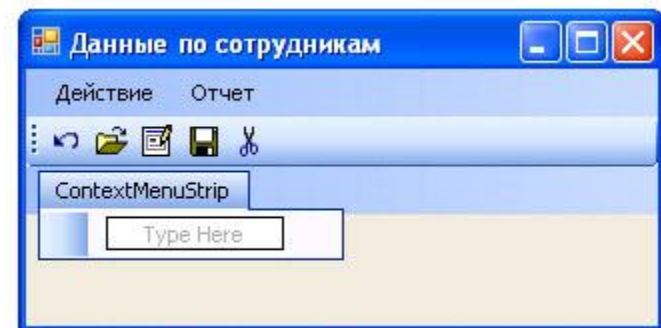 Данные по сотрудникам
Действие Отчет
ContextMenuStrip
Type Here